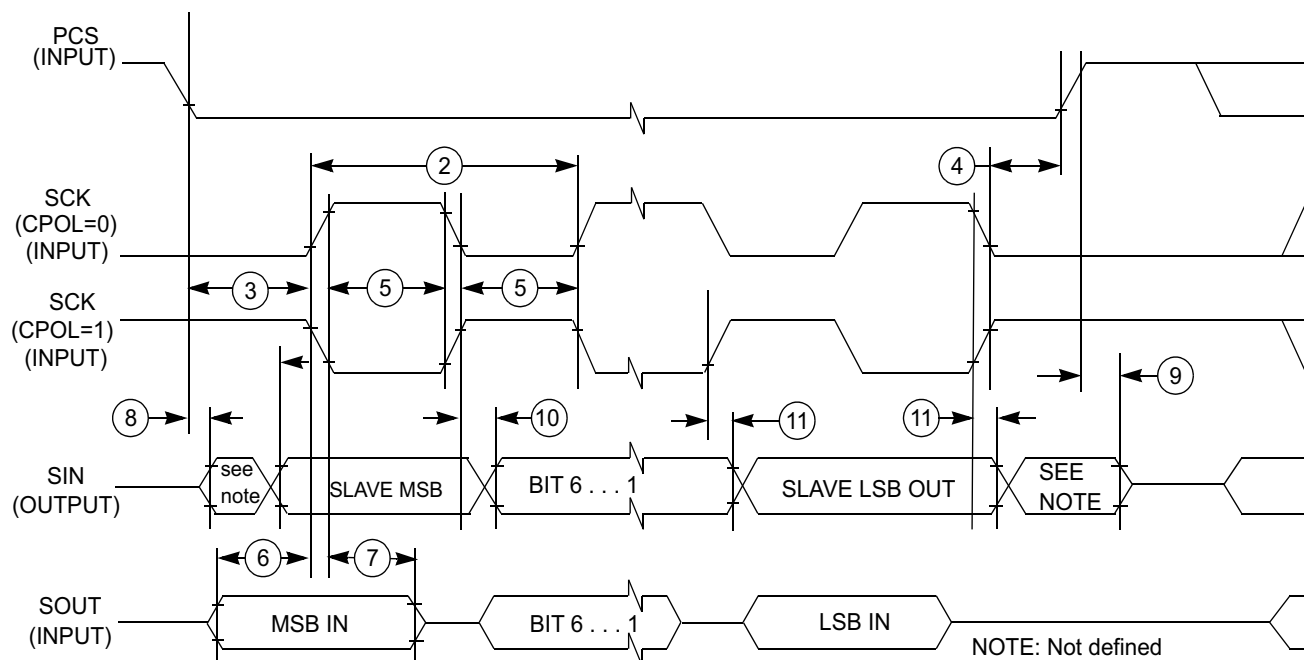 PCS
(INPUT)
2
4
SCK
(CPOL=0)
(INPUT)
3
5
5
SCK
(CPOL=1)
(INPUT)
8
10
11
11
9
SIN
(OUTPUT)
see
note
SLAVE MSB
BIT 6 . . . 1
SLAVE LSB OUT
SEE
NOTE
6
7
SOUT
(INPUT)
MSB IN
BIT 6 . . . 1
LSB IN
NOTE: Not defined